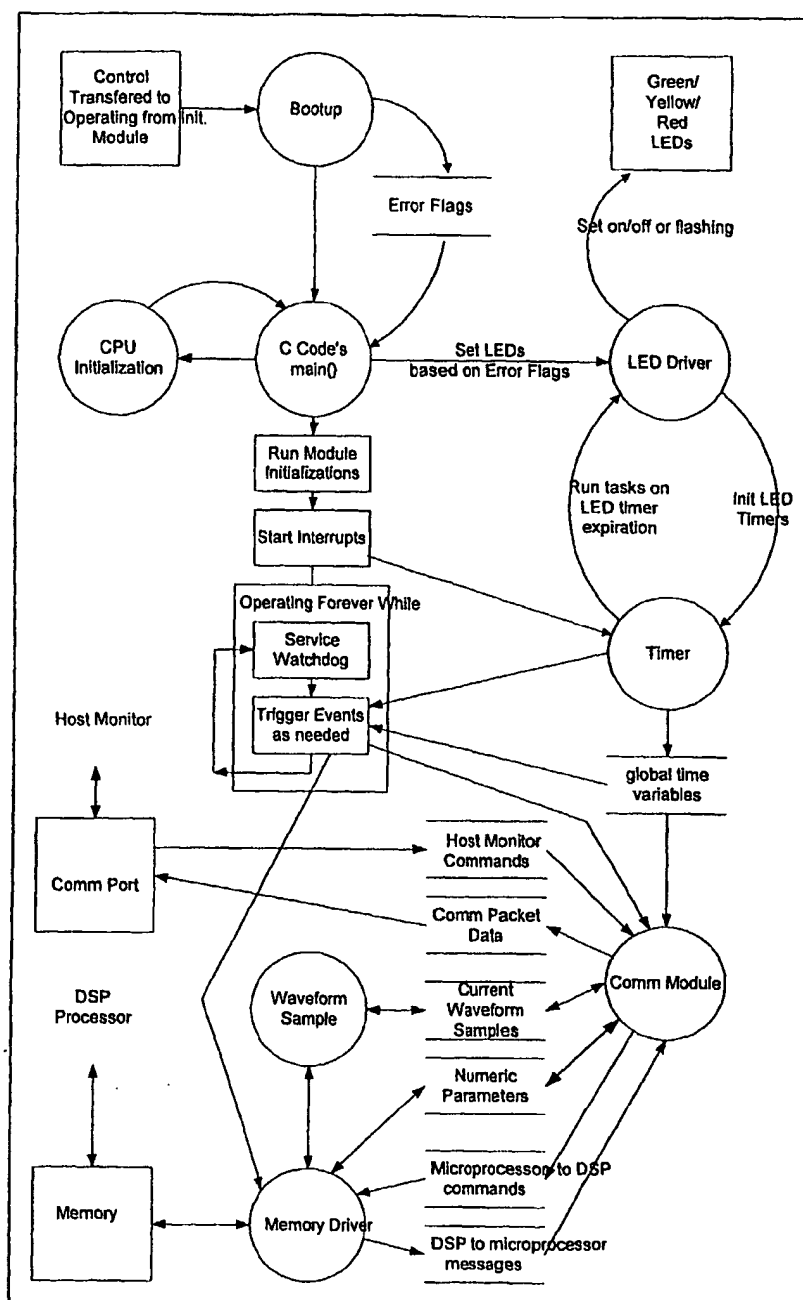 Control
Transfered to
Operating from Init.
Module
Bootup
Green/
Yellow/
Red
LEDs
Error Flags
Set on/off or flashing
CPU
Initialization
C Code's
main()
Set LEDs
based on Error Flags
LED Driver
Run Module
Initializations
Run tasks on
LED timer
expiration
Init LED
Timers
Start Interrupts
Operating Forever While
Service
Watchdog
Timer
Trigger Events
as needed
Host Monitor
global time
variables
Comm Port
Host Monitor
Commands
Comm Packet
Data
DSP
Processor
Waveform
Sample
Current
Waveform
Samples
Comm Module
Numeric
Parameters
Memory
Memory Driver
Microprocessor to DSP
commands
DSP to microprocessor
messages